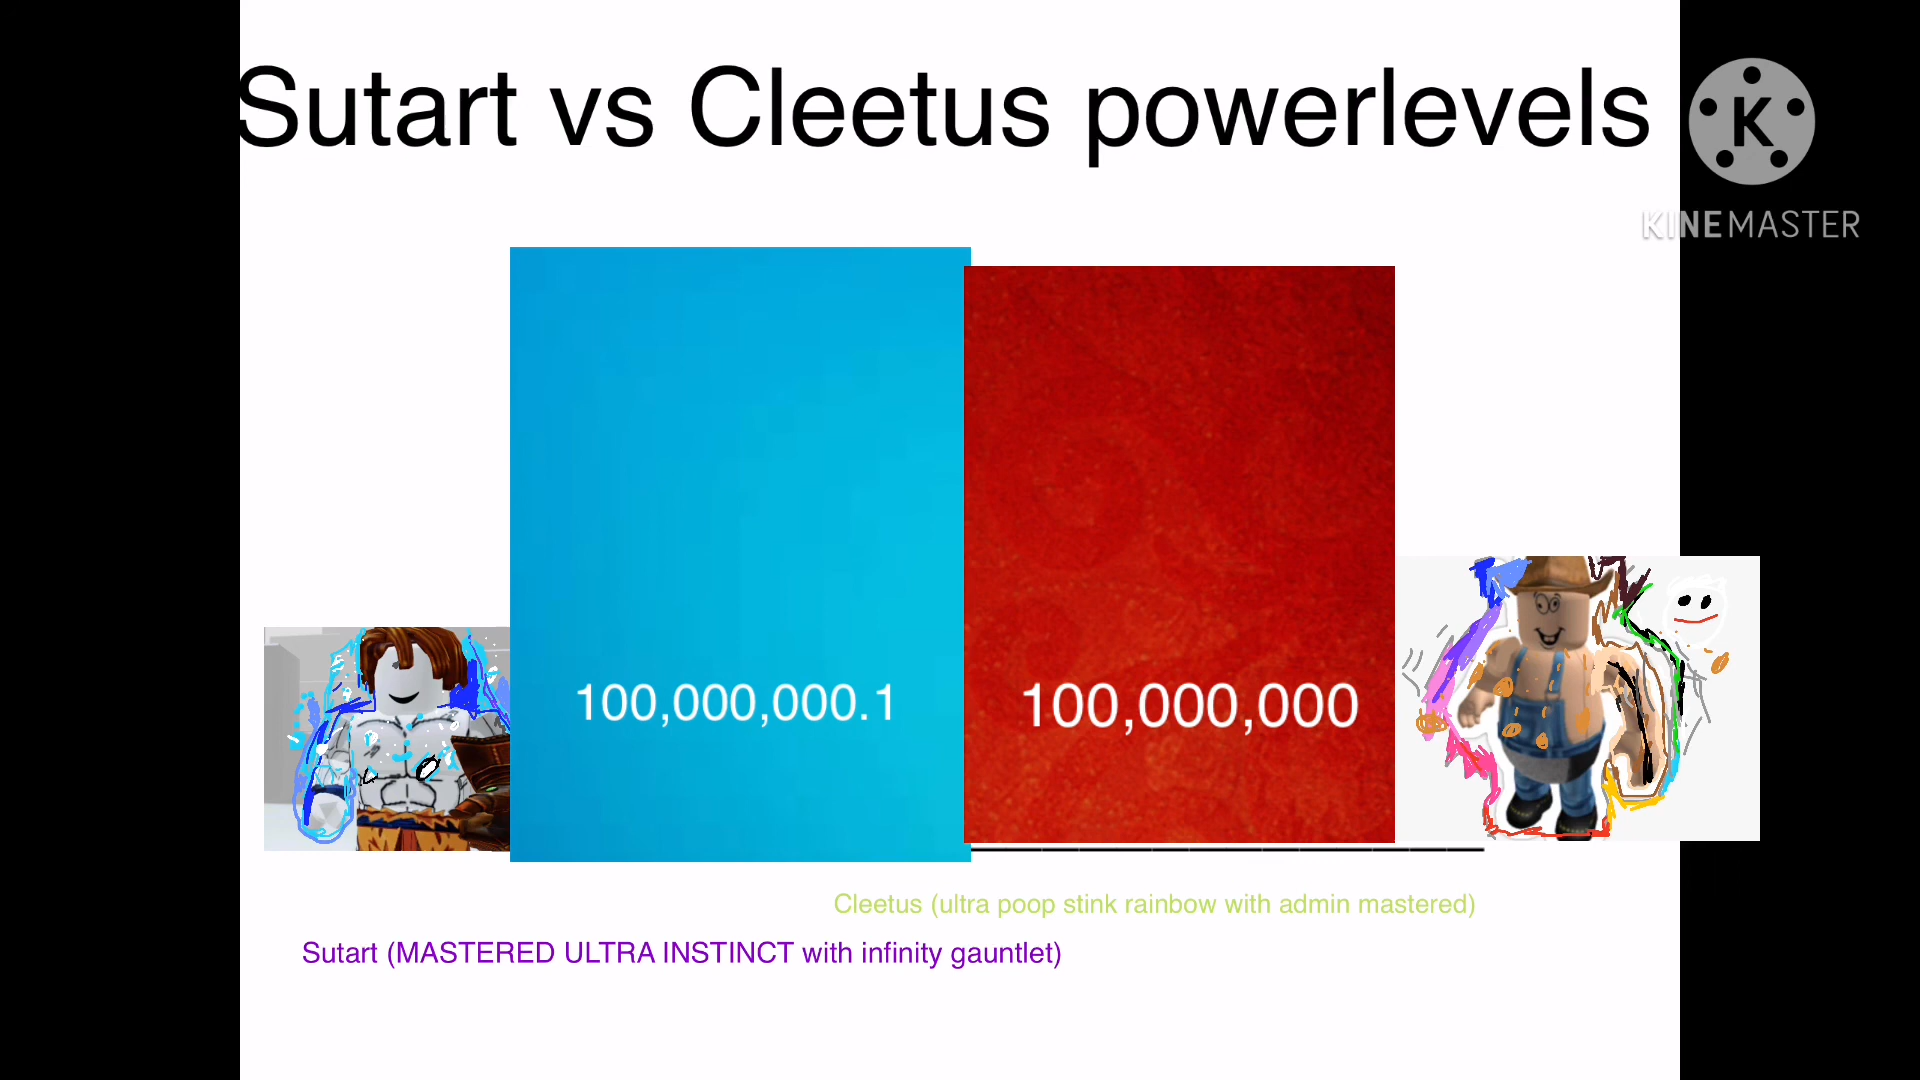 Sutart vs Cleetus powerlevels
K
KINEMASTER
100,000,000.1
100,000,000
Cleetus (ultra poop stink rainbow with admin mastered)
Sutart (MASTERED ULTRA INSTINCT with infinity gauntlet)